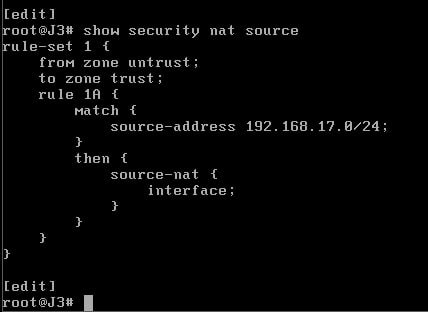 [edit]
root@J3# show security nat source
rule-set 1 {
    from zone untrust;
    to zone trust;
    rule 1A {
        match {
            source-address 192.168.17.0/24;
        }
        then {
            source-nat {
                interface;
            }
        }
    }
}
[edit]
root@J3#